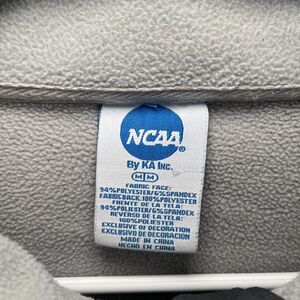 NCAA®
By KA Inc.
M M
FABRIC FACE:
94%POLYESTER/6%SPANDEX
FABRIC BACK:100%POLYESTER
FRENTE DE LA TELA:
94%POLIESTER/6%SPANDEX
REVERSO DE LA TELA:
100%POLIESTER
EXCLUSIVE OF DECORATION
EXCLUSIVO DE DECORACION
MADE IN CHINA
HECHO EN CHINA